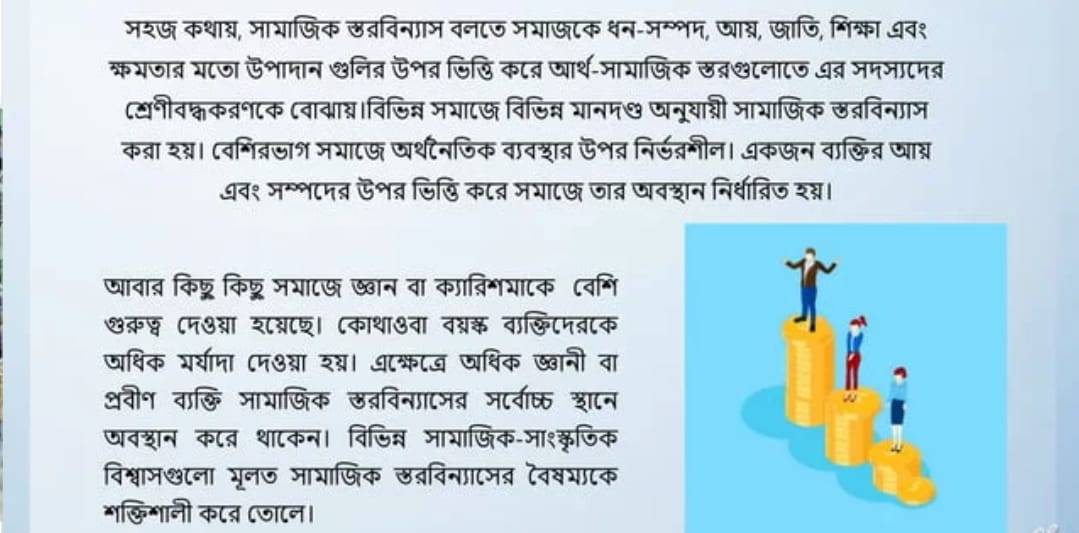 সহজ কথায়, সামাজিক স্তরবিন্যাস বলতে সমাজকে ধন-সম্পদ, আয়, জাতি, শিক্ষা এবং
ক্ষমতার মতো উপাদান গুলির উপর ভিত্তি করে আর্থ-সামাজিক স্তরগুলোতে এর সদস্যদের
শ্রেণীবদ্ধকরণকে বোঝায়।বিভিন্ন সমাজে বিভিন্ন মানদণ্ড অনুযায়ী সামাজিক স্তরবিন্যাস
করা হয়। বেশিরভাগ সমাজে অর্থনৈতিক ব্যবস্থার উপর নির্ভরশীল। একজন ব্যক্তির আয়
এবং সম্পদের উপর ভিত্তি করে সমাজে তার অবস্থান নির্ধারিত হয়।
আবার কিছু কিছু সমাজে জ্ঞান বা ক্যারিশমাকে বেশি
গুরুত্ব দেওয়া হয়েছে। কোথাওবা বয়স্ক ব্যক্তিদেরকে
অধিক মর্যাদা দেওয়া হয়। এক্ষেত্রে অধিক জ্ঞানী বা
প্রবীণ ব্যক্তি সামাজিক স্তরবিন্যাসের সর্বোচ্চ স্থানে
অবস্থান করে থাকেন। বিভিন্ন সামাজিক-সাংস্কৃতিক
বিশ্বাসগুলো মূলত সামাজিক স্তরবিন্যাসের বৈষম্যকে
শক্তিশালী করে তোলে।